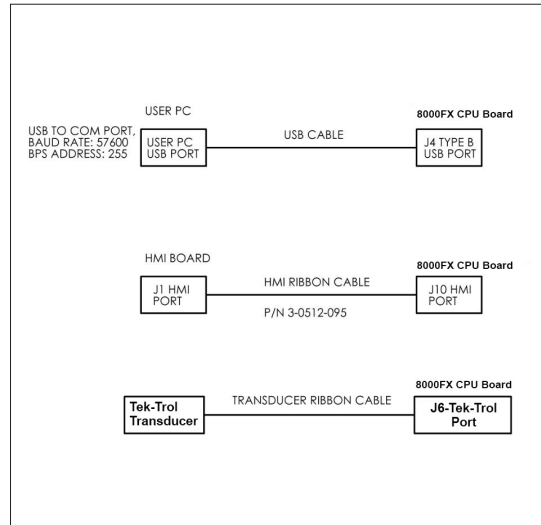 USER PC
8000FX CPU Board
USB TO COM PORT,
BAUD RATE: 57600
BPS ADDRESS: 255
USER PC
USB PORT
USB CABLE
J4 TYPE B
USB PORT
HMI BOARD
8000FX CPU Board
J1 HMI
PORT
HMI RIBBON CABLE
P/N 3-0512-095
J10 HMI
PORT
8000FX CPU Board
Tek-Trol
Transducer
TRANSDUCER RIBBON CABLE
J6-Tek-Trol
Port